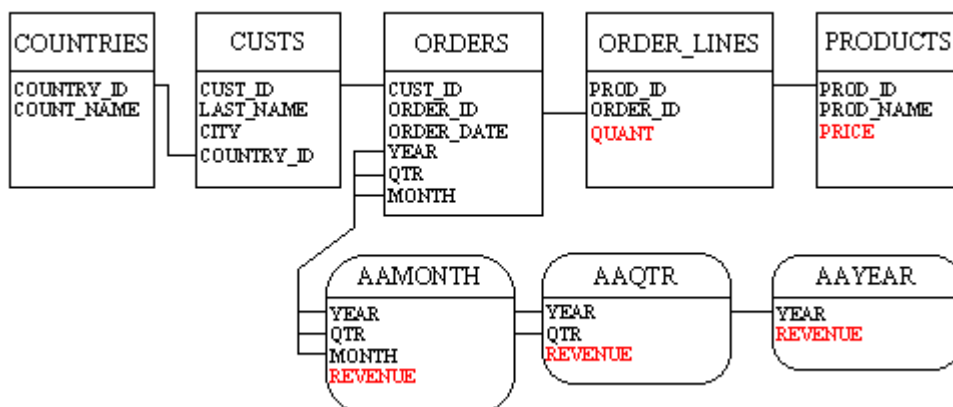 COUNTRIES
COUNTRY_ID
COUNT_NAME
CUSTS
CUST_ID
LAST_NAME
CITY
COUNTRY_ID
ORDERS
CUST_ID
ORDER_ID
ORDER_DATE
YEAR
QTR
MONTH
ORDER_LINES
PROD_ID
ORDER_ID
QUANT
PRODUCTS
PROD_ID
PROD_NAME
PRICE
AAMONTH
YEAR
QTR
MONTH
REVENUE
AAQTR
YEAR
QTR
REVENUE
AAYEAR
YEAR
REVENUE